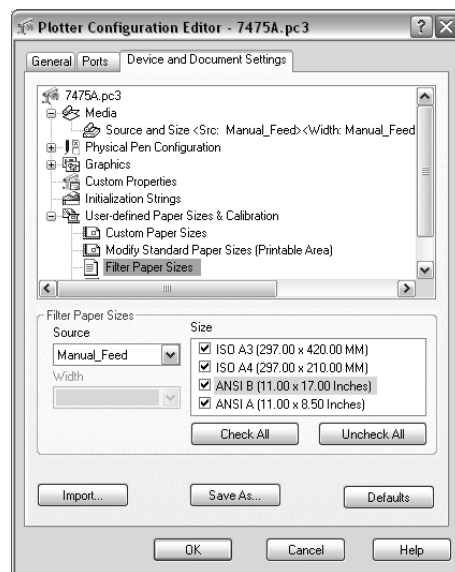 Plotter Configuration Editor - 7475A.pc3
General Ports Device and Document Settings
7475A.pc3
Media
Source and Size <Src: Manual_Feed><Width: Manual_Feed
Physical Pen Configuration
Graphics
Custom Properties
Initialization Strings
User-defined Paper Sizes & Calibration
Custom Paper Sizes
Modify Standard Paper Sizes (Printable Area)
Filter Paper Sizes
Filter Paper Sizes
Source
Manual_Feed
Width
Size
ISO A3 (297.00 x 420.00 MM)
ISO A4 (297.00 x 210.00 MM)
ANSI B (11.00 x 17.00 Inches)
ANSI A (11.00 x 8.50 Inches)
Check All Uncheck All
Import... Save As... Defaults
OK Cancel Help